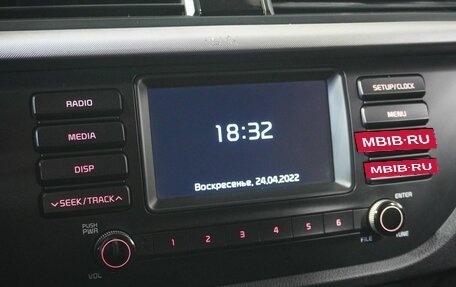 RADIO
SETUP/CLOCK
MEDIA
MENU
18:32
MBIB-RU
DISP
MBIB-RU
Воскресенье, 24.04.2022
SEEK/TRACK
ENTER
PUSH
PWR
1 2 3 4 5 6
VOL
FILE
TUNE